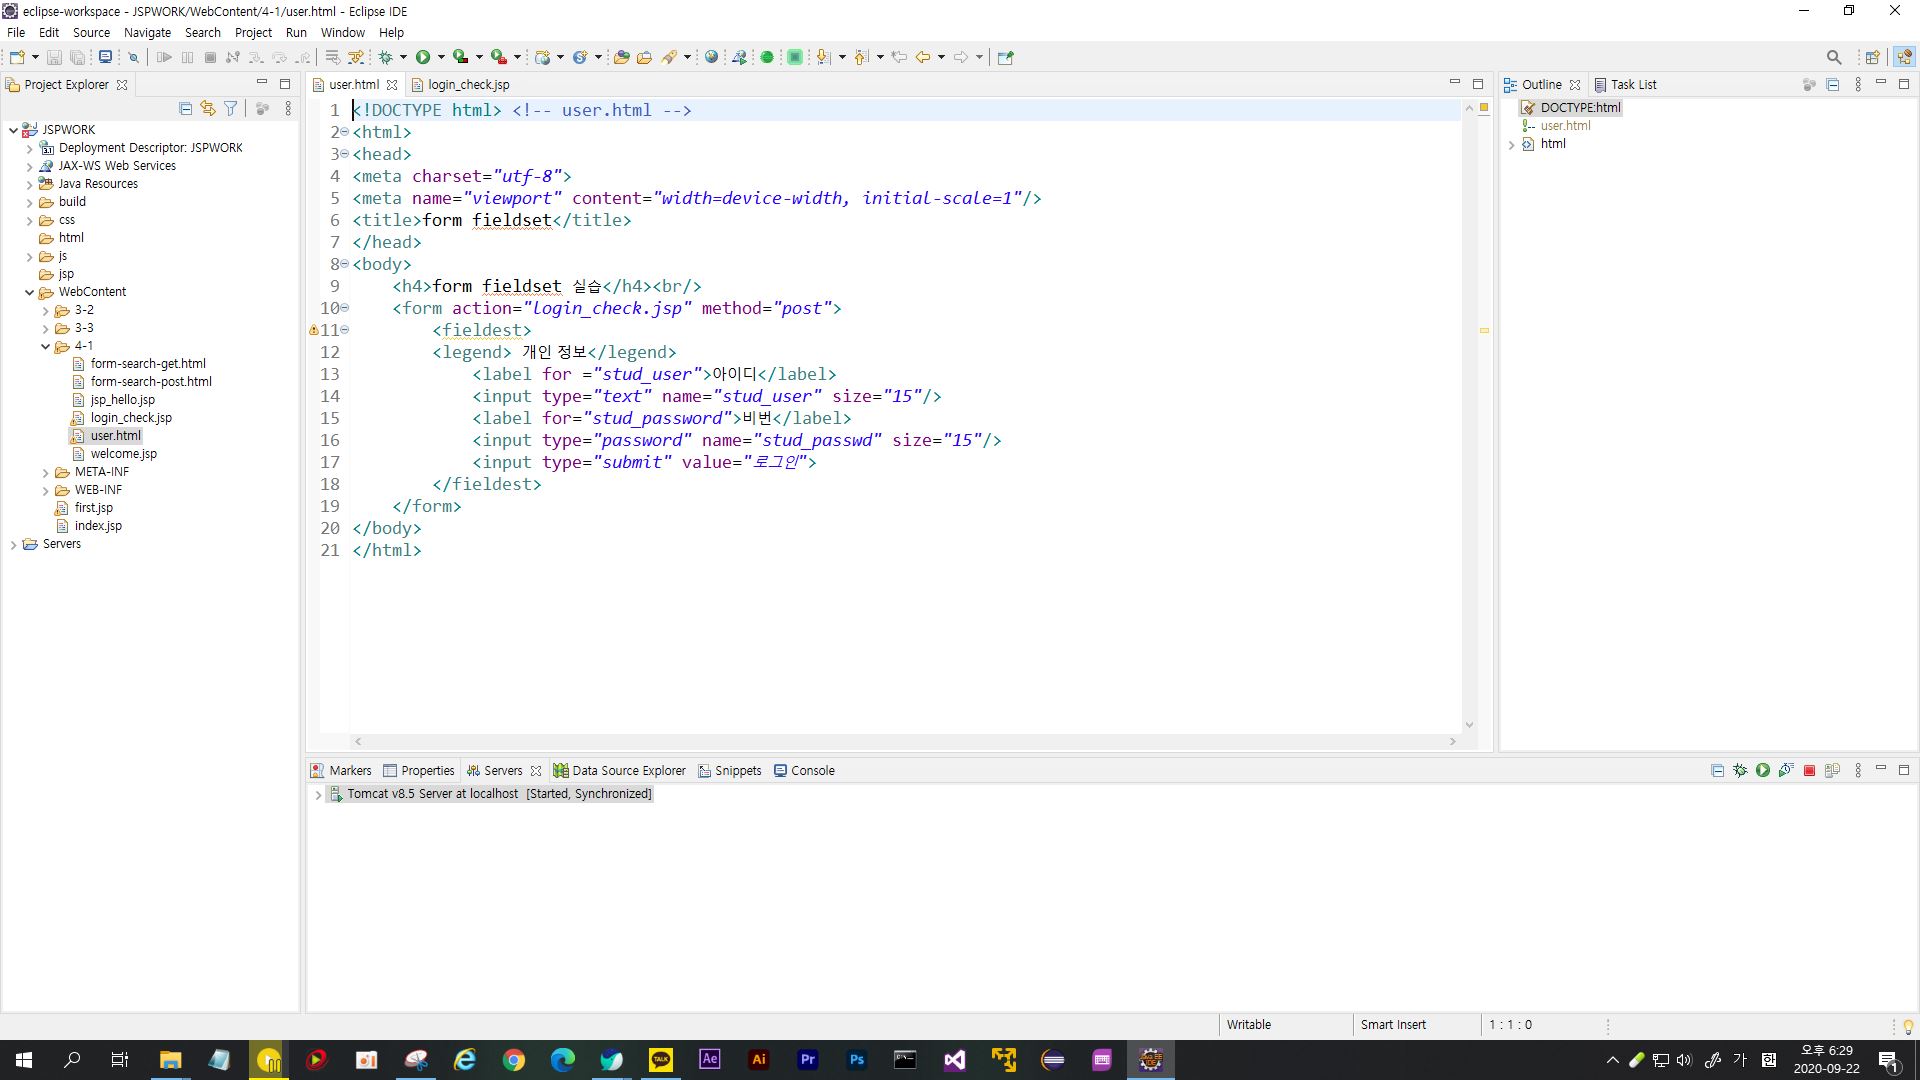 eclipse-workspace - JSPWORK/WebContent/4-1/user.html - Eclipse IDE
File Edit Source Navigate Search Project Run Window Help
Project Explorer
JSPWORK
Deployment Descriptor: JSPWORK
JAX-WS Web Services
Java Resources
build
css
html
js
jsp
WebContent
3-2
3-3
4-1
form-search-get.html
form-search-post.html
jsp_hello.jsp
login_check.jsp
user.html
welcome.jsp
META-INF
WEB-INF
first.jsp
index.jsp
Servers
user.html login_check.jsp
1 <!DOCTYPE html> <!-- user.html -->
2 <html>
3 <head>
4 <meta charset="utf-8">
5 <meta name="viewport" content="width=device-width, initial-scale=1"/>
6 <title>form fieldset</title>
7 </head>
8 <body>
9 <h4>form fieldset 실습</h4><br/>
10 <form action="login_check.jsp" method="post">
11 <fieldest>
12 <legend> 개인 정보</legend>
13 <label for ="stud_user">아이디</label>
14 <input type="text" name="stud_user" size="15"/>
15 <label for="stud_password">비번</label>
16 <input type="password" name="stud_passwd" size="15"/>
17 <input type="submit" value="로그인">
18 </fieldest>
19 </form>
20 </body>
21 </html>
Outline Task List
DOCTYPE:html
user.html
html
Markers Properties Servers Data Source Explorer Snippets Console
Tomcat v8.5 Server at localhost [Started, Synchronized]
Writable Smart Insert 1 : 1 : 0
TALK Ae Ai Pr Ps
가 한
오후 6:29
2020-09-22
1